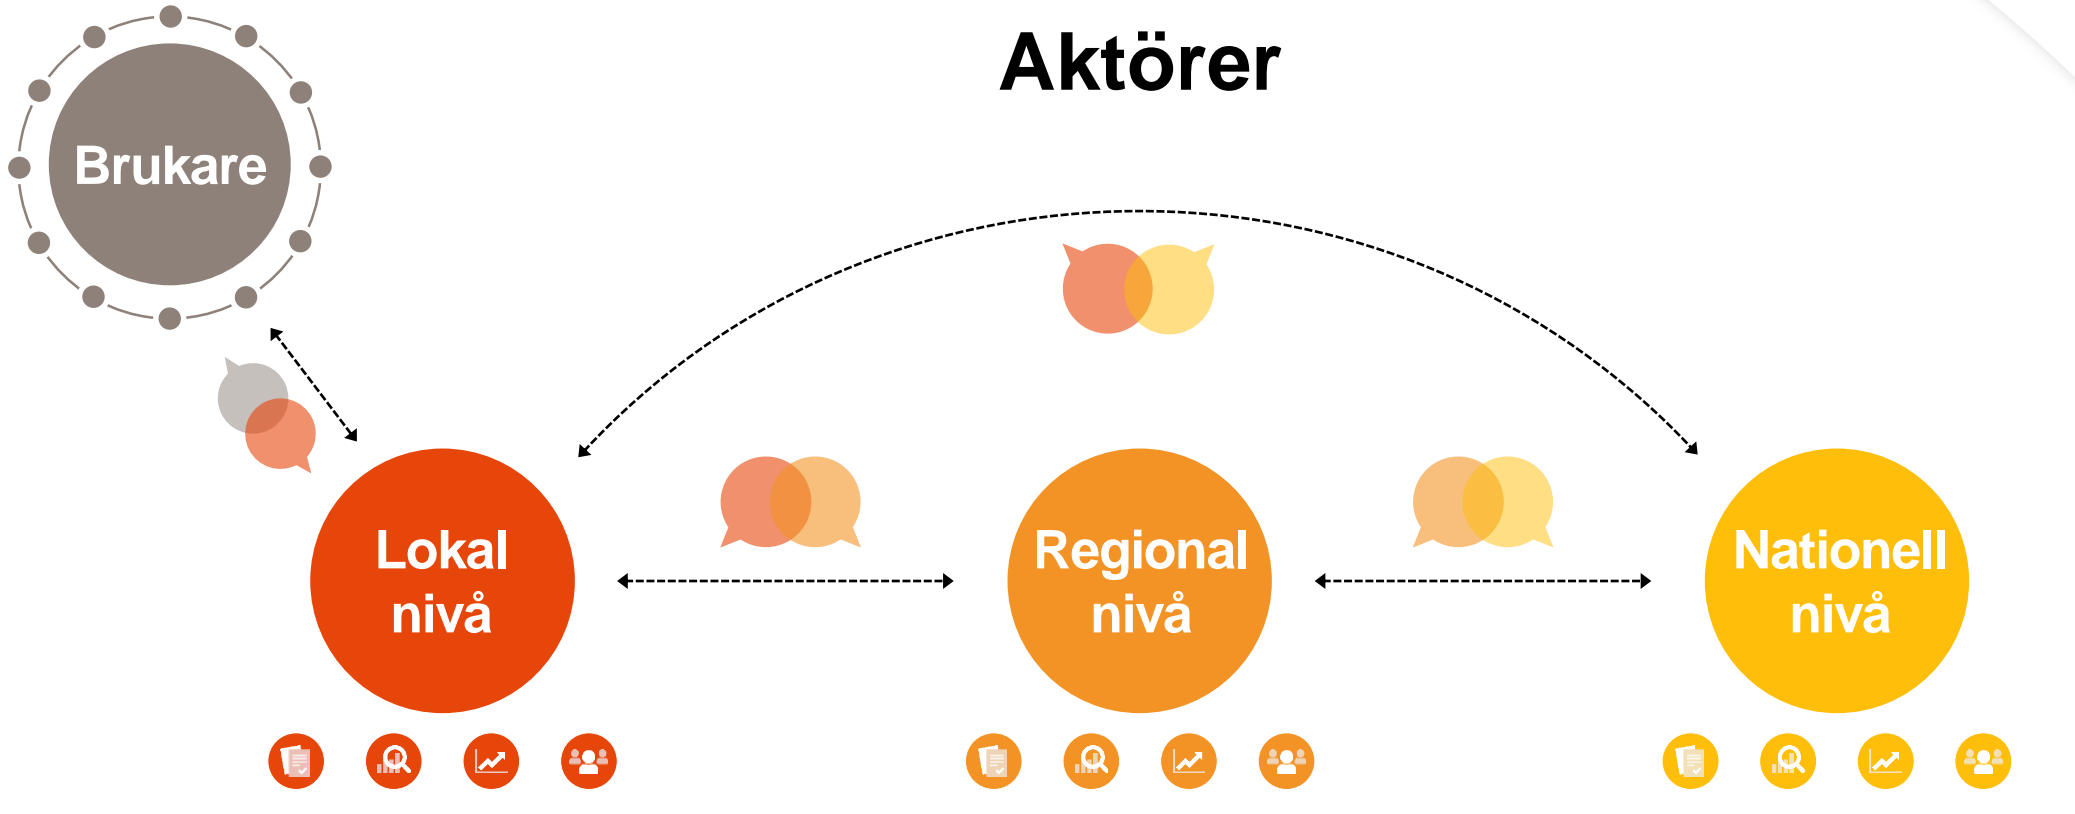 Aktörer
Brukare
Lokal
nivå
Regional
nivå
Nationell
nivå